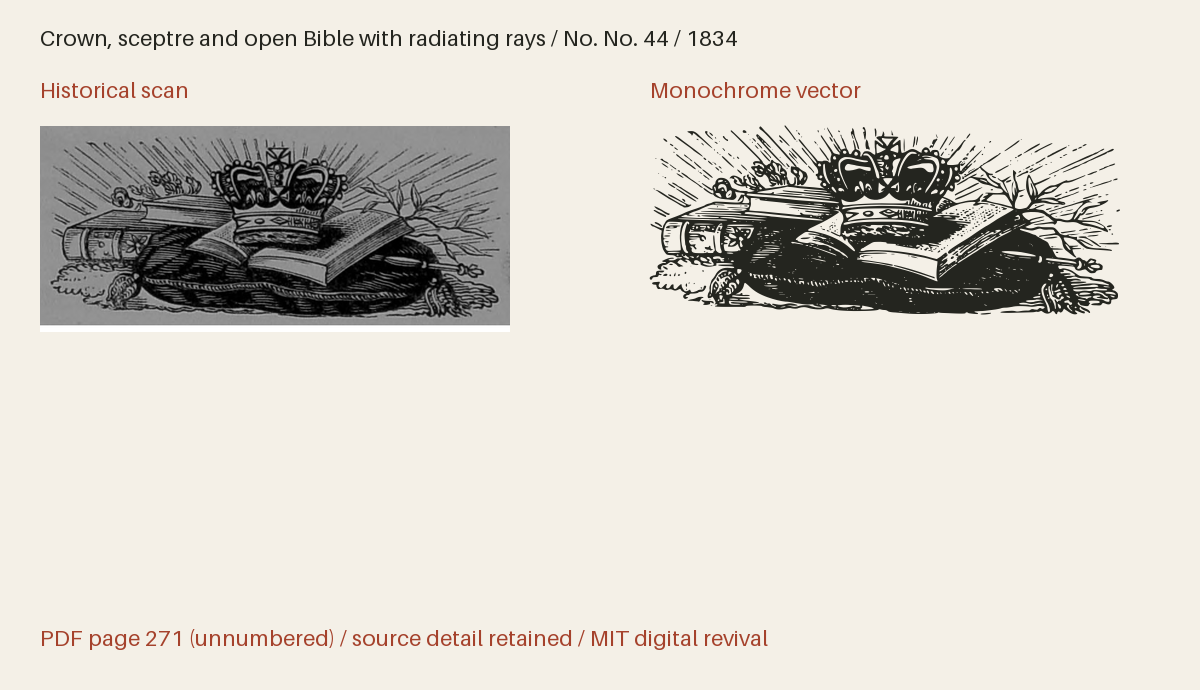 Crown, sceptre and open Bible with radiating rays / No. No. 44 / 1834
Historical scan
Monochrome vector
PDF page 271 (unnumbered) / source detail retained / MIT digital revival